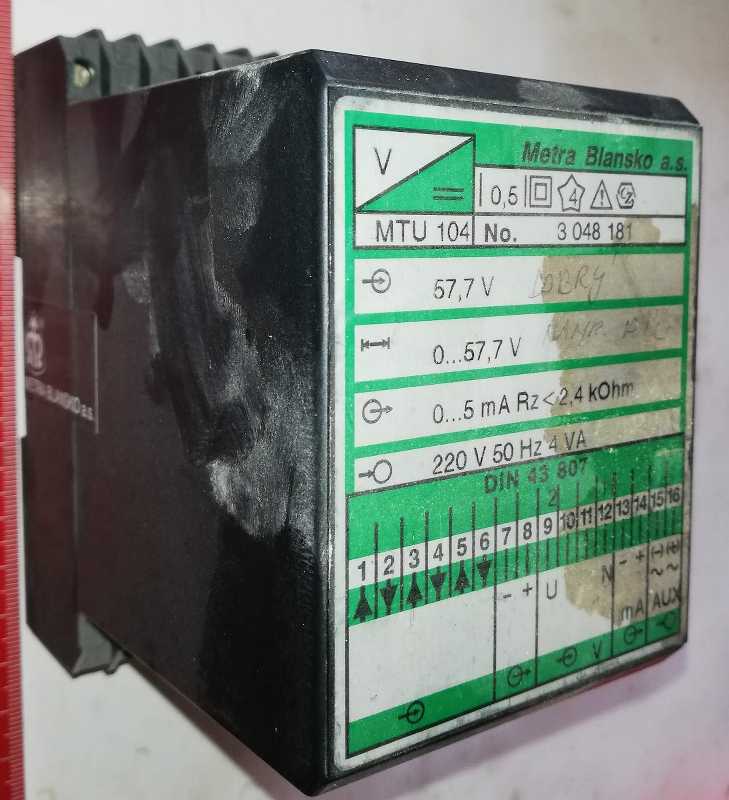 Metra Blansko a.s.
V
0,5 4
MTU 104 No. 3 048 181
57,7 V DOBRÝ
0...57,7 V
0...5 mA Rz < 2,4 kOhm
220 V 50 Hz 4 VA
DIN 43 807
1 2 3 4 5 6 7 8 9 10 11 12 13 14 15 16
- + U N - +
mA AUX
V
METRA BLANSKO a.s.